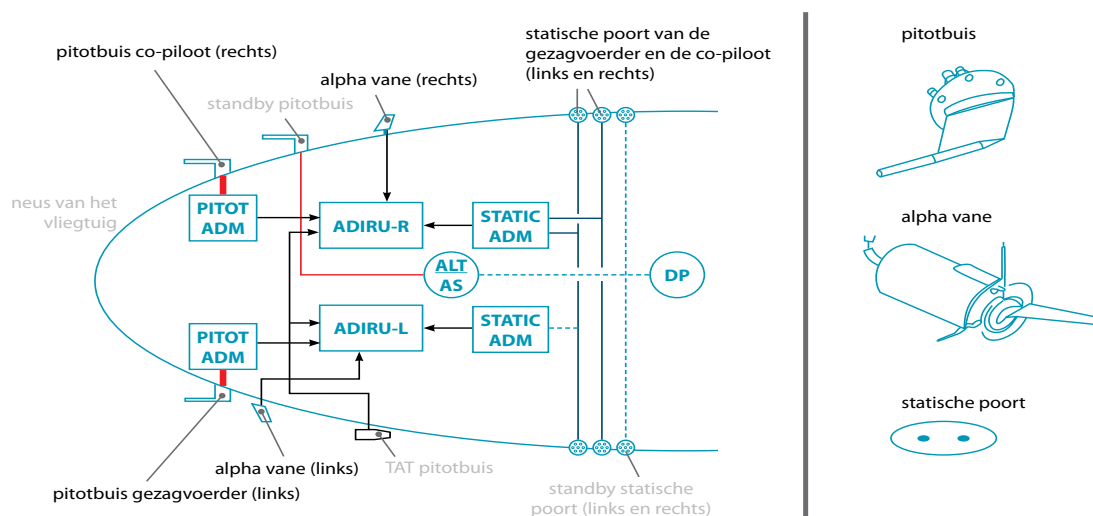 statische poort van de
gezagvoerder en de co-piloot
(links en rechts)
pitotbuis co-piloot (rechts)
alpha vane (rechts)
standby pitotbuis
neus van het
vliegtuig
PITOT
ADM
ADIRU-R
STATIC
ADM
ALT
AS
DP
PITOT
ADM
ADIRU-L
STATIC
ADM
alpha vane (links)
TAT pitotbuis
pitotbuis gezagvoerder (links)
standby statische
poort (links en rechts)
pitotbuis
alpha vane
statische poort